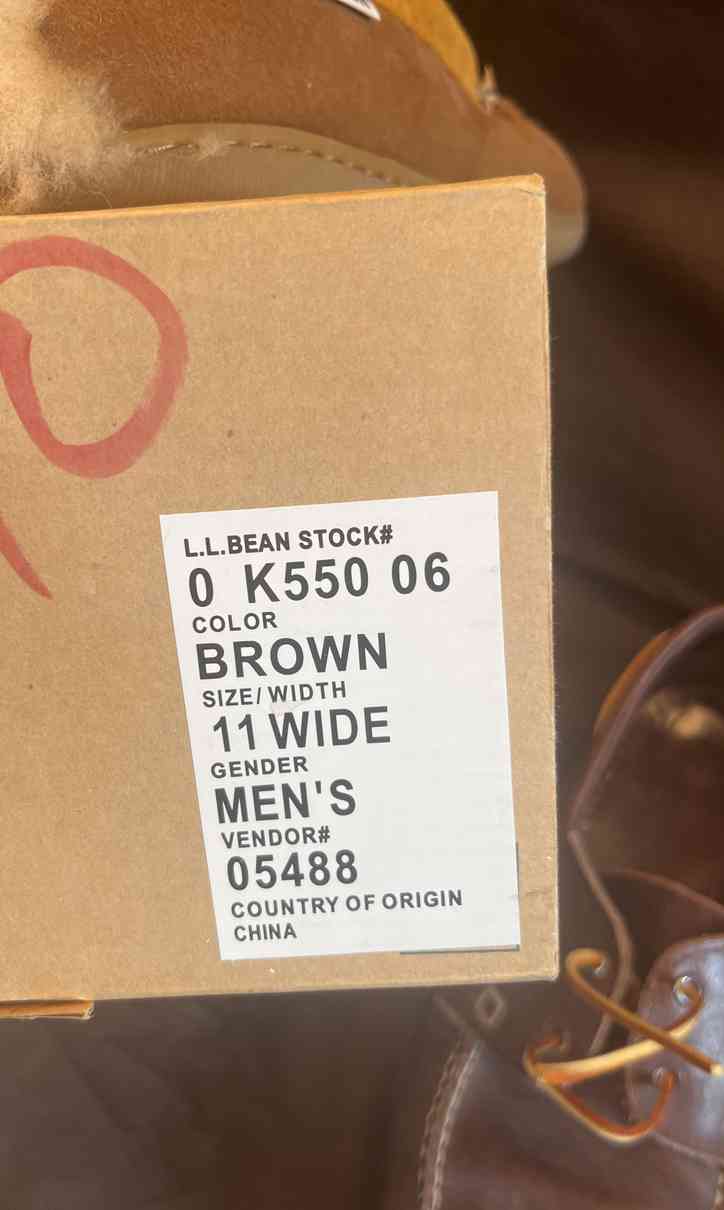 L.L.BEAN STOCK#
0 K550 06
COLOR
BROWN
SIZE/WIDTH
11 WIDE
GENDER
MEN'S
VENDOR#
05488
COUNTRY OF ORIGIN
CHINA